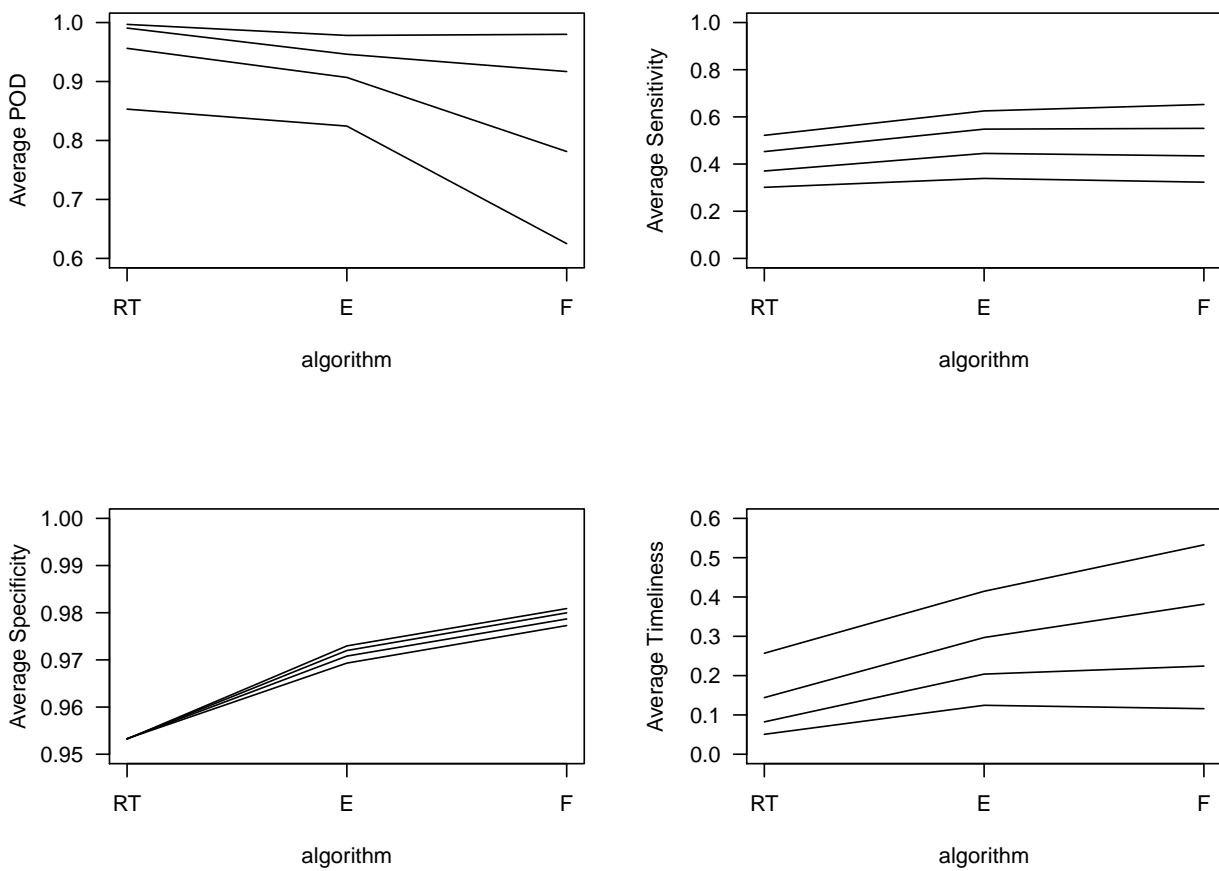 Average POD
1.0
0.9
0.8
0.7
0.6
RT E F
algorithm
Average Sensitivity
1.0
0.8
0.6
0.4
0.2
0.0
RT E F
algorithm
Average Specificity
1.00
0.99
0.98
0.97
0.96
0.95
RT E F
algorithm
Average Timeliness
0.6
0.5
0.4
0.3
0.2
0.1
0.0
RT E F
algorithm